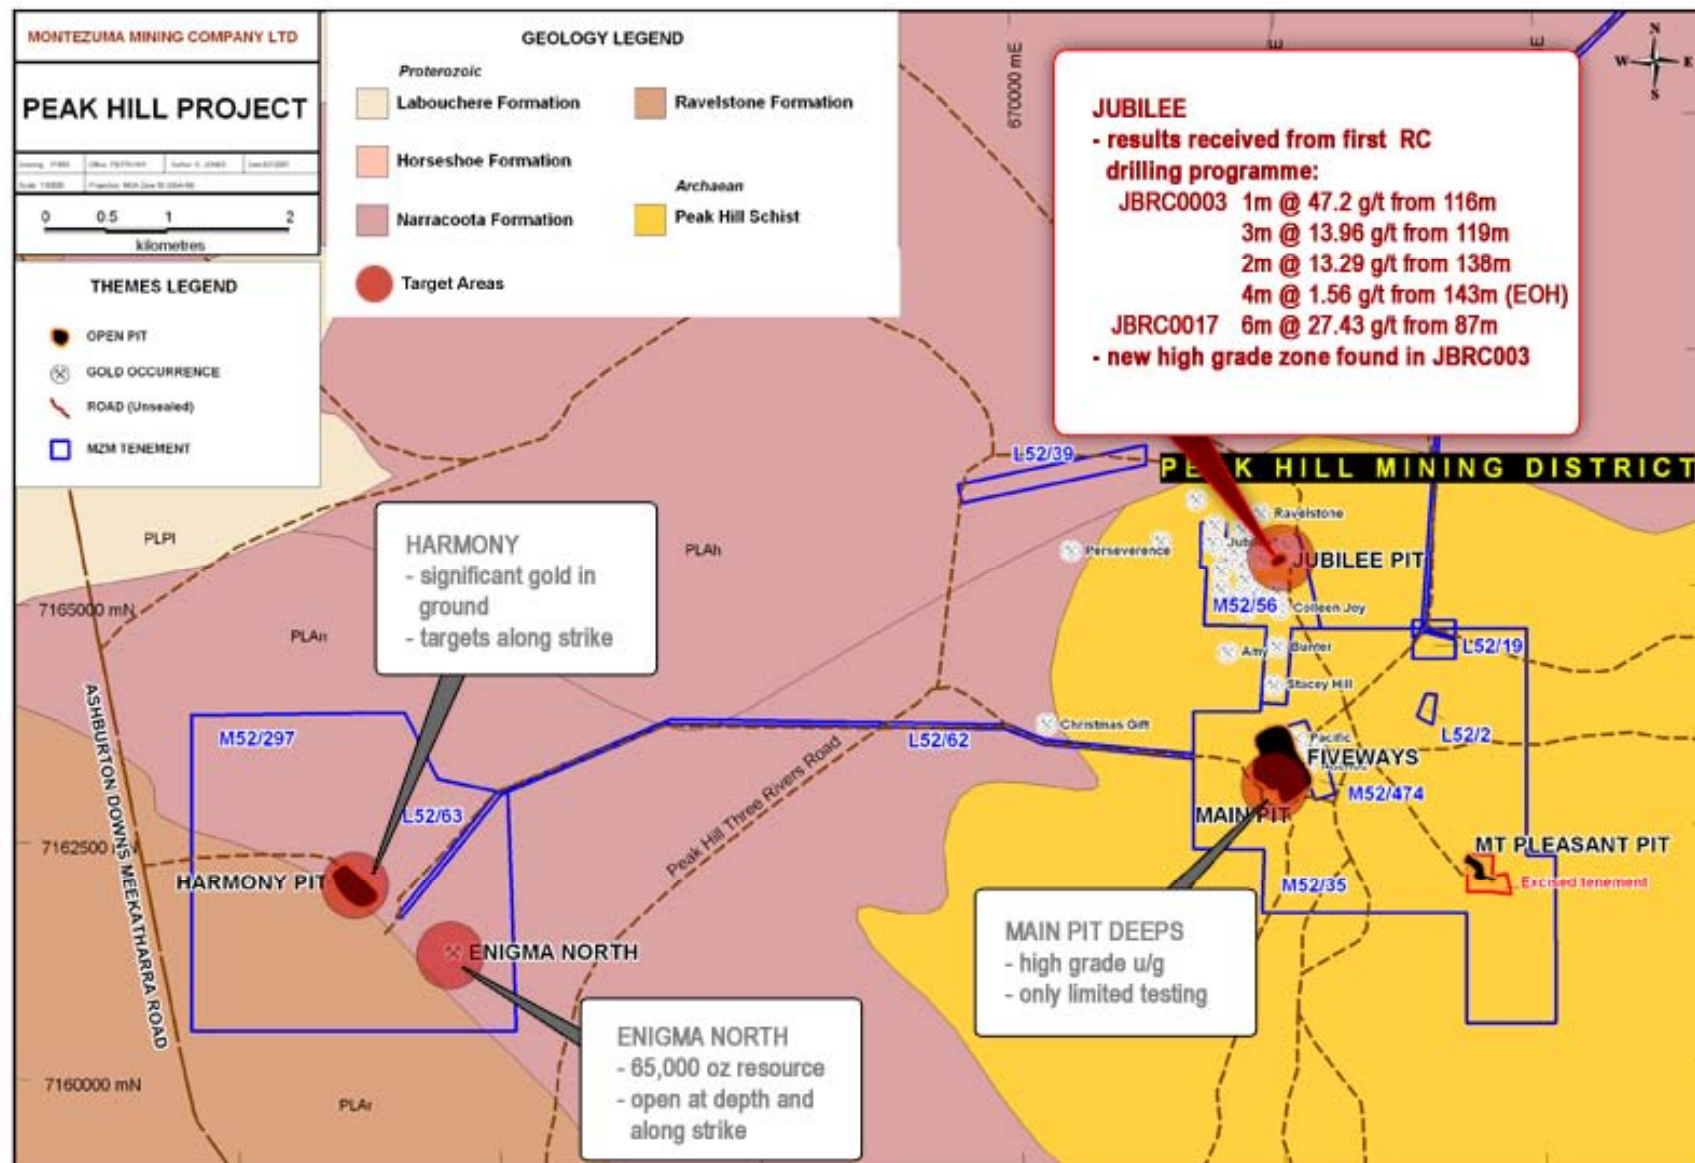 MONTEZUMA MINING COMPANY LTD
PEAK HILL PROJECT
0 0.5 1 2
kilometres
THEMES LEGEND
OPEN PIT
GOLD OCCURRENCE
ROAD (Unsealed)
MZM TENEMENT
GEOLOGY LEGEND
Proterozoic
Labouchere Formation
Ravelstone Formation
Horseshoe Formation
Archaean
Narracoota Formation
Peak Hill Schist
Target Areas
670000 mE
E
E
N
W E
S
JUBILEE
- results received from first RC
drilling programme:
JBRC0003 1m @ 47.2 g/t from 116m
3m @ 13.96 g/t from 119m
2m @ 13.29 g/t from 138m
4m @ 1.56 g/t from 143m (EOH)
JBRC0017 6m @ 27.43 g/t from 87m
- new high grade zone found in JBRC003
PEAK HILL MINING DISTRICT
L52/39
Ravelstone
Perseverence
JUBILEE PIT
M52/56
Colleen Joy
Amy
Bunter
L52/19
Stacey Hill
Christmas Gift
Pacific
L52/2
FIVEWAYS
M52/474
MAIN PIT
MT PLEASANT PIT
Excised tenement
M52/35
PLPl
PLAh
PLAn
PLAr
7165000 mN
7162500 mN
7160000 mN
HARMONY
- significant gold in
ground
- targets along strike
M52/297
L52/63
L52/62
Peak Hill Three Rivers Road
ASHBURTON DOWNS MEEKATHARRA ROAD
HARMONY PIT
ENIGMA NORTH
MAIN PIT DEEPS
- high grade u/g
- only limited testing
ENIGMA NORTH
- 65,000 oz resource
- open at depth and
along strike